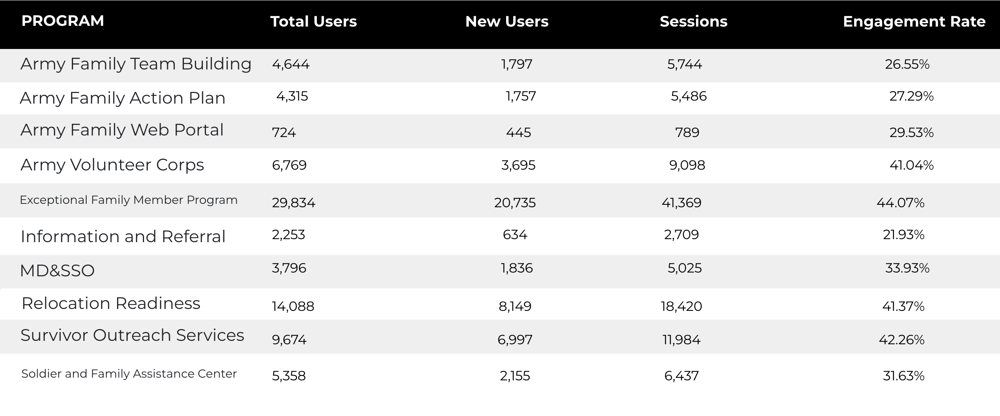 PROGRAM Total Users New Users Sessions Engagement Rate
Army Family Team Building 4,644 1,797 5,744 26.55%
Army Family Action Plan 4,315 1,757 5,486 27.29%
Army Family Web Portal 724 445 789 29.53%
Army Volunteer Corps 6,769 3,695 9,098 41.04%
Exceptional Family Member Program 29,834 20,735 41,369 44.07%
Information and Referral 2,253 634 2,709 21.93%
MD&SSO 3,796 1,836 5,025 33.93%
Relocation Readiness 14,088 8,149 18,420 41.37%
Survivor Outreach Services 9,674 6,997 11,984 42.26%
Soldier and Family Assistance Center 5,358 2,155 6,437 31.63%